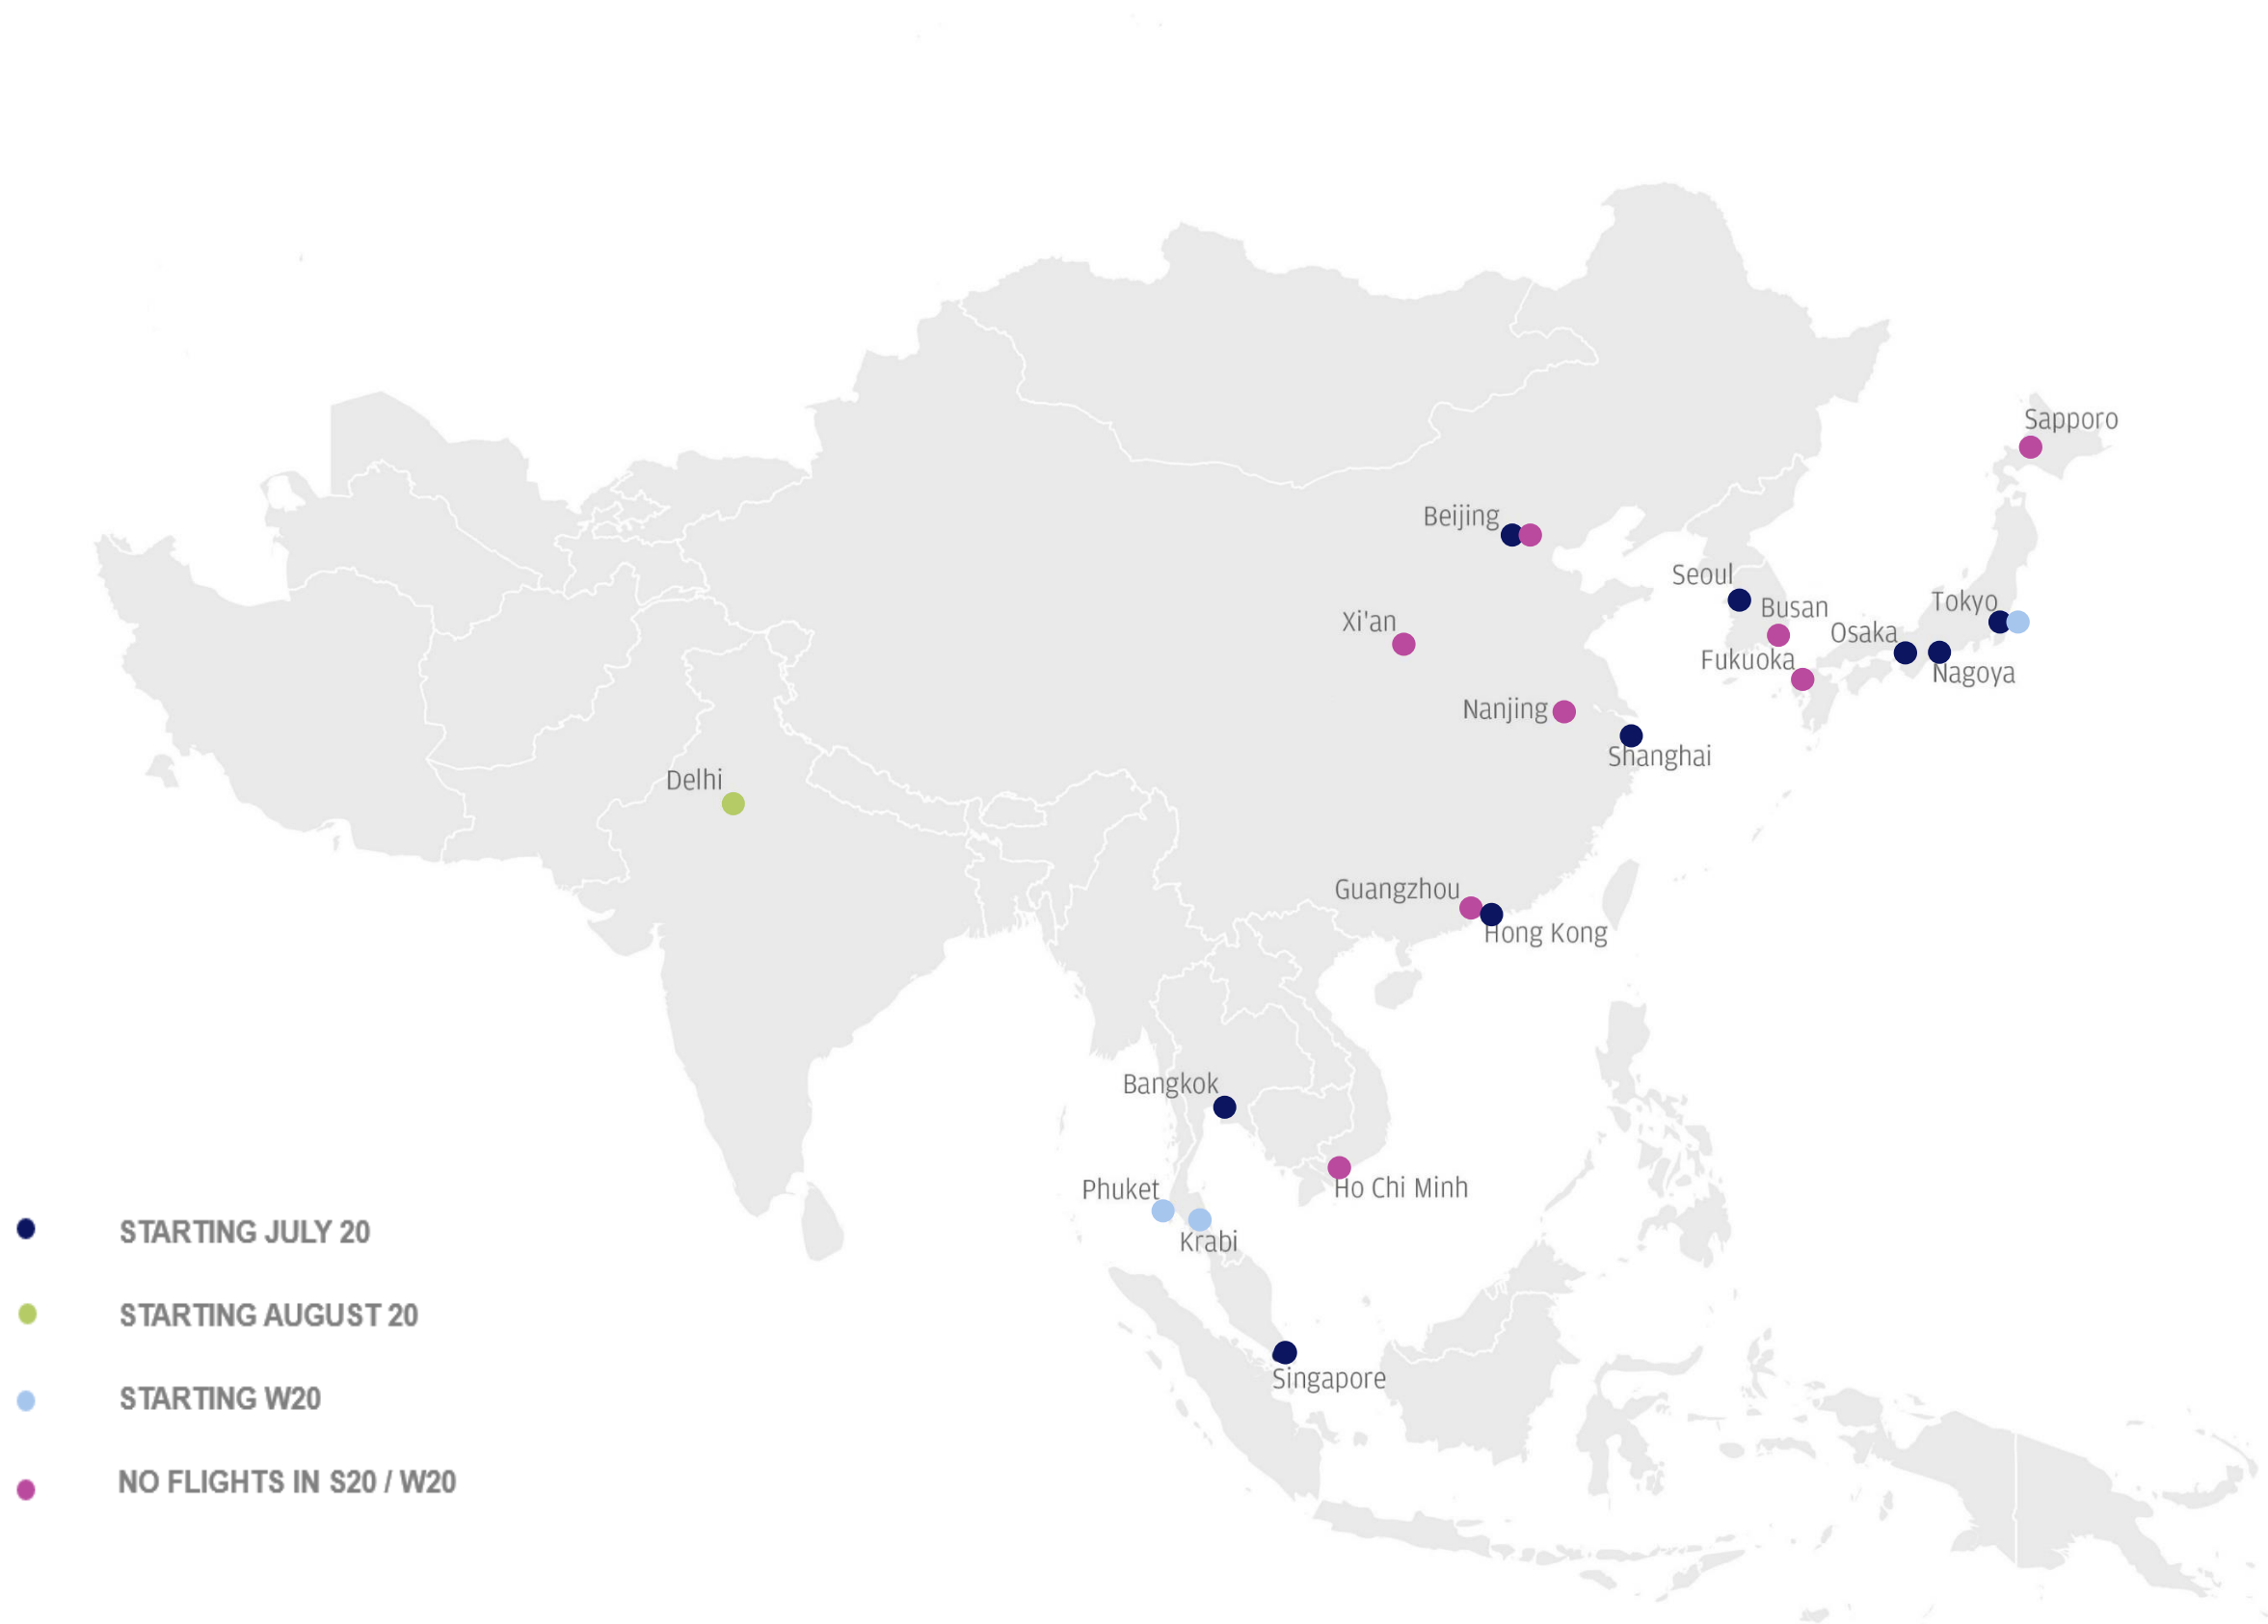 Sapporo
Beijing
Seoul
Busan
Tokyo
Xi'an
Osaka
Fukuoka
Nagoya
Nanjing
Shanghai
Delhi
Guangzhou
Hong Kong
Bangkok
Phuket
Ho Chi Minh
Krabi
Singapore
STARTING JULY 20
STARTING AUGUST 20
STARTING W20
NO FLIGHTS IN S20 / W20